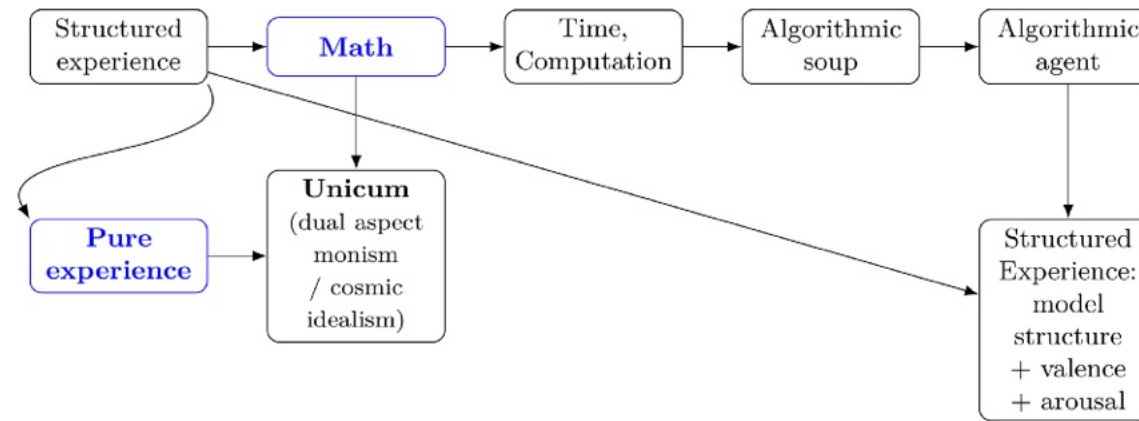 Structured
experience
Math
Time,
Computation
Algorithmic
soup
Algorithmic
agent
Pure
experience
Unicum
(dual aspect
monism
/ cosmic
idealism)
Structured
Experience:
model
structure
+ valence
+ arousal